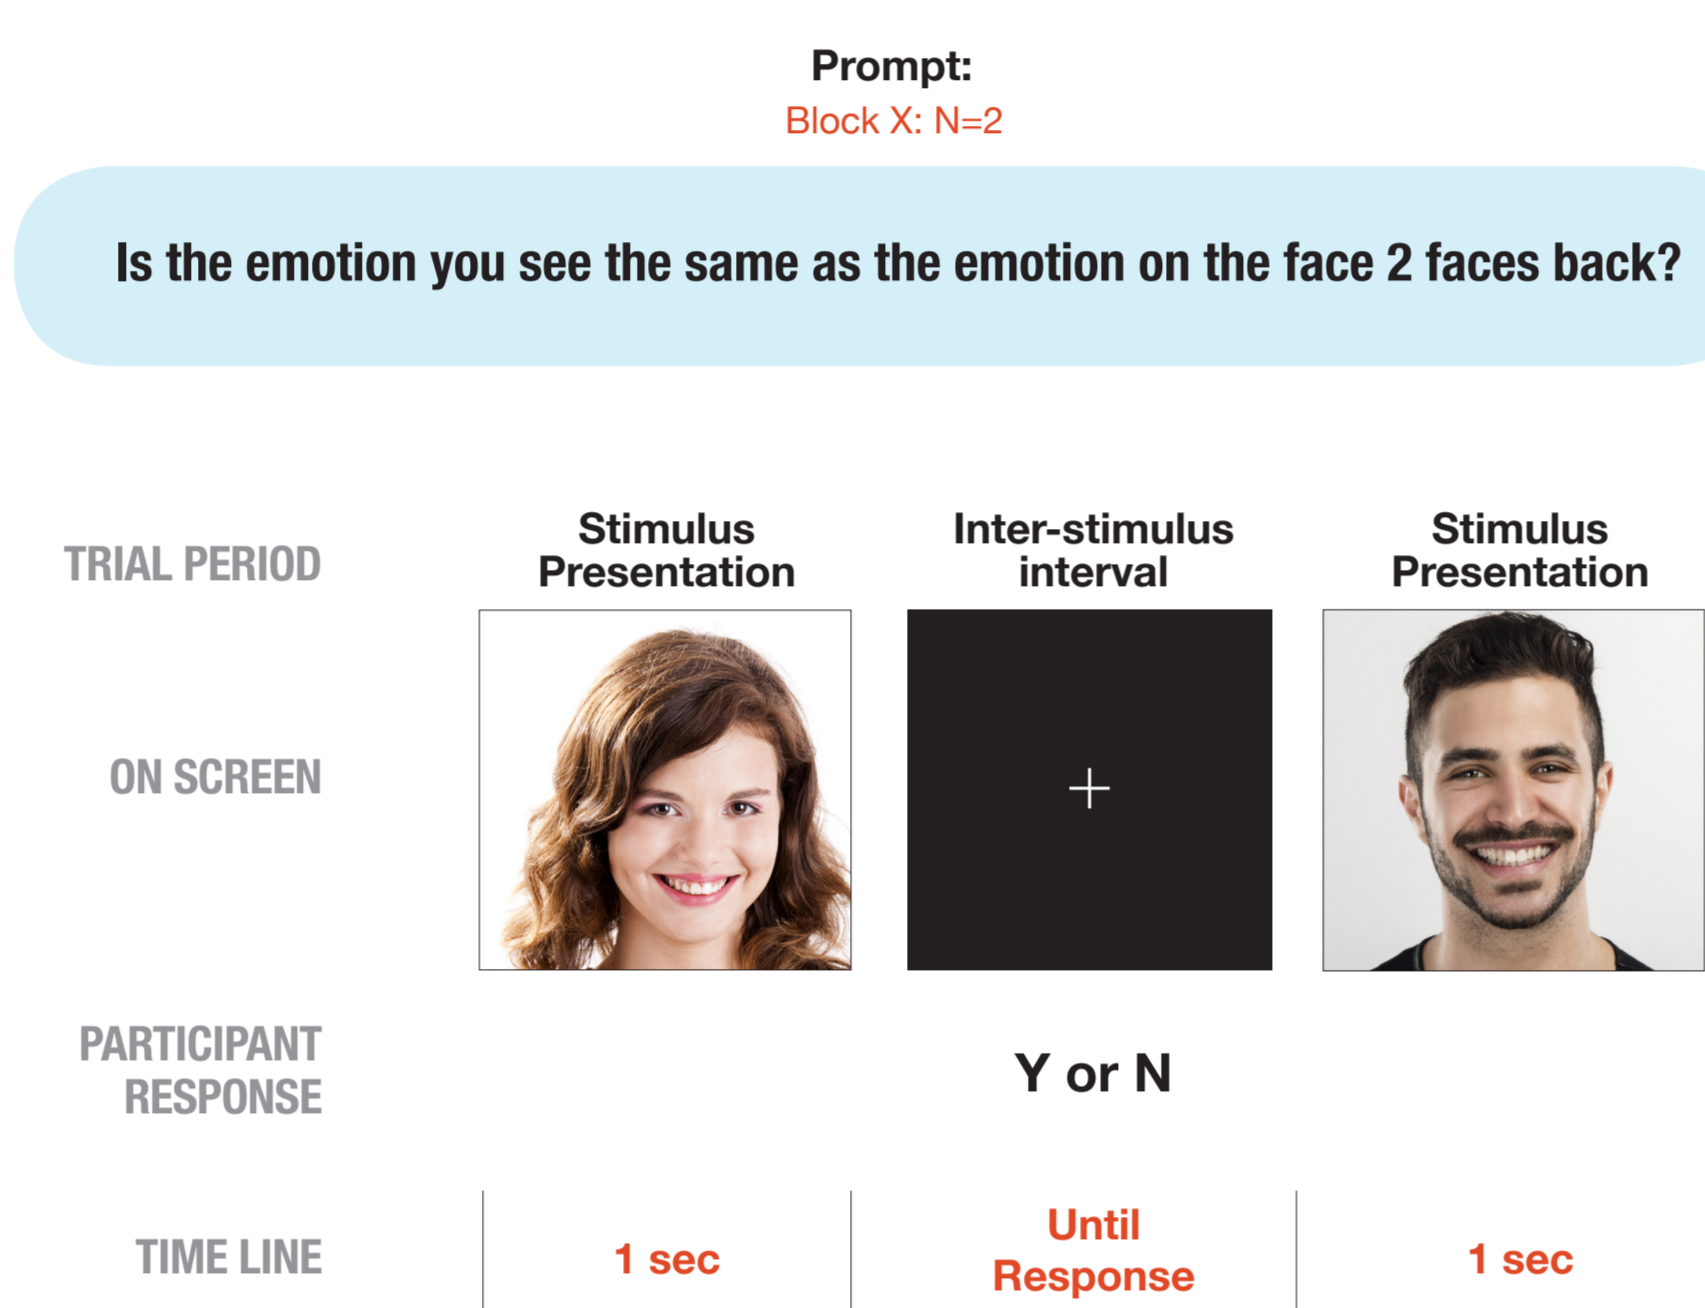 Prompt:
Block X: N=2
Is the emotion you see the same as the emotion on the face 2 faces back?
TRIAL PERIOD
Stimulus
Presentation
Inter-stimulus
interval
Stimulus
Presentation
ON SCREEN
PARTICIPANT
RESPONSE
Y or N
TIME LINE
1 sec
Until
Response
1 sec